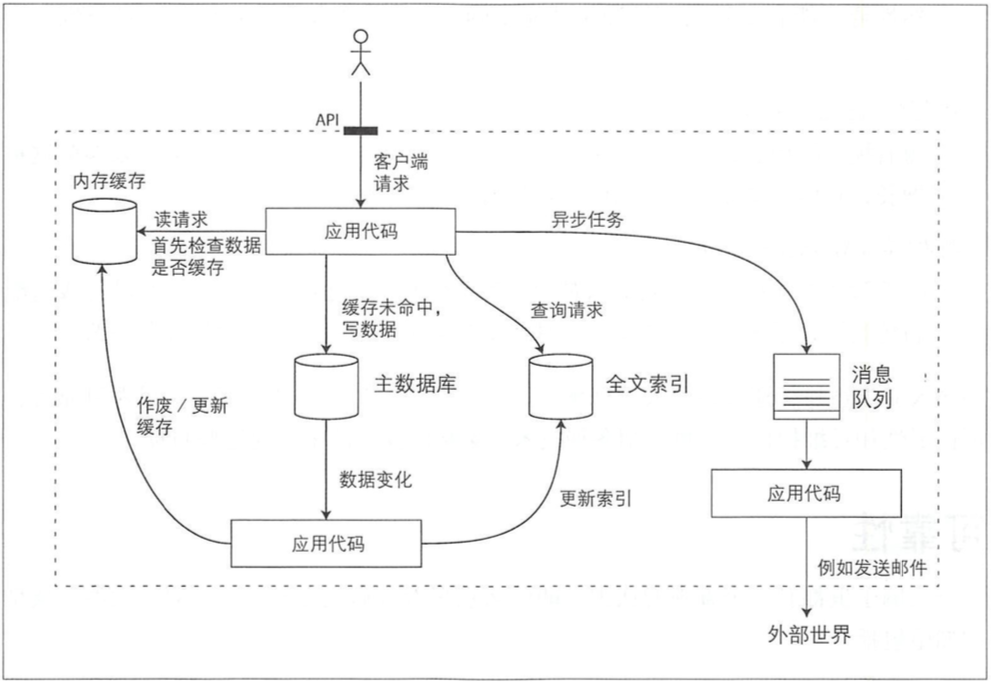 API
客户端
请求
内存缓存
读请求
首先检查数据
是否缓存
应用代码
异步任务
缓存未命中，
写数据
查询请求
主数据库
全文索引
消息
队列
作废 / 更新
缓存
数据变化
更新索引
应用代码
应用代码
例如发送邮件
外部世界
可靠性